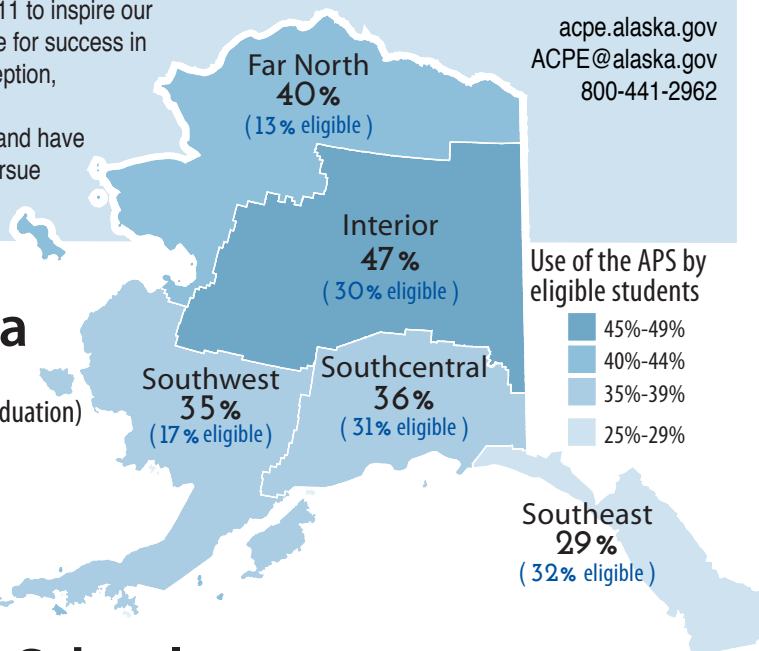 11 to inspire our
e for success in
eption,
and have
rsue
acpe.alaska.gov
ACPE@alaska.gov
800-441-2962
Far North
40%
(13% eligible)
Interior
47%
(30% eligible)
Use of the APS by
eligible students
45%-49%
40%-44%
35%-39%
25%-29%
a
duation)
Southwest
35%
(17% eligible)
Southcentral
36%
(31% eligible)
Southeast
29%
(32% eligible)